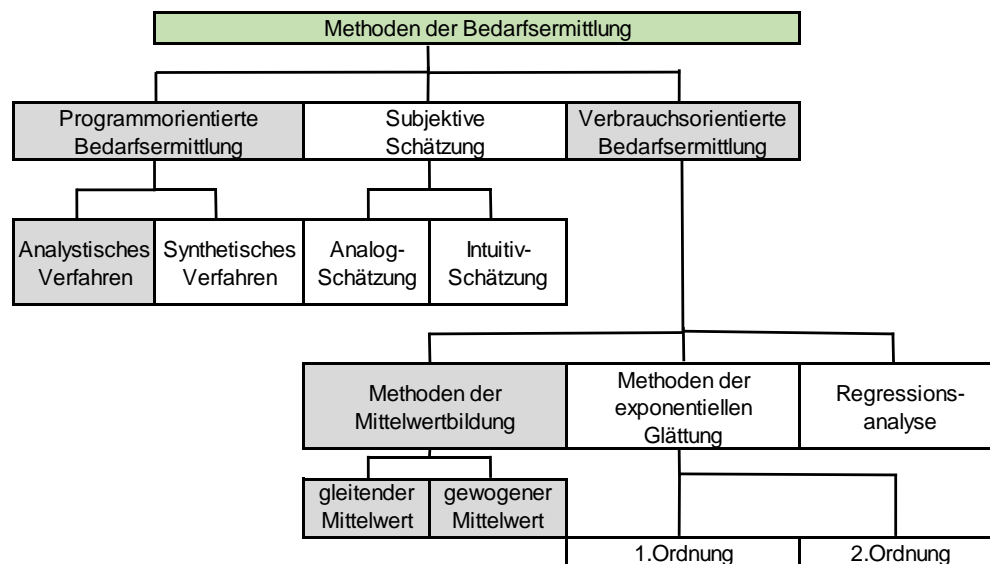 Methoden der Bedarfsermittlung
Programmorientierte
Bedarfsermittlung
Subjektive
Schätzung
Verbrauchsorientierte
Bedarfsermittlung
Analystisches
Verfahren
Synthetisches
Verfahren
Analog-
Schätzung
Intuitiv-
Schätzung
Methoden der
Mittelwertbildung
Methoden der
exponentiellen
Glättung
Regressions-
analyse
gleitender
Mittelwert
gewogener
Mittelwert
1.Ordnung
2.Ordnung